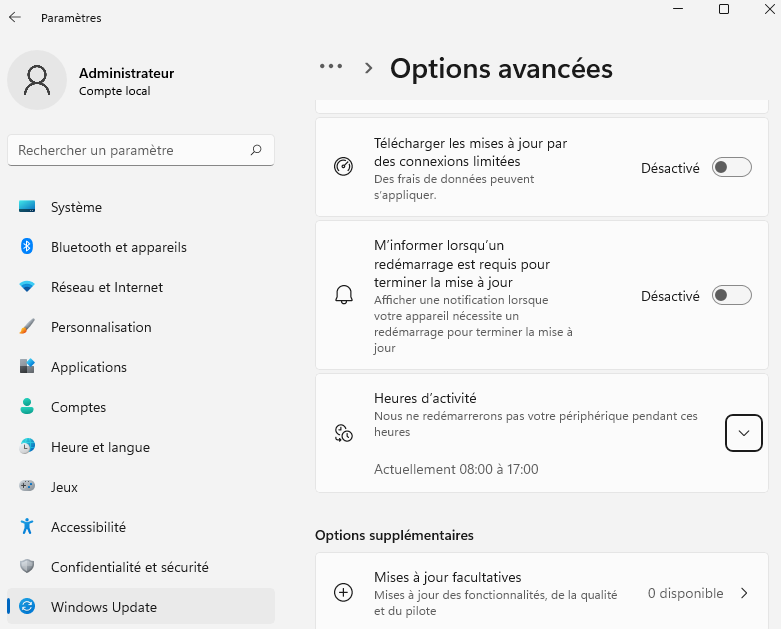 Paramètres
Administrateur
Compte local
Rechercher un paramètre
Système
Bluetooth et appareils
Réseau et Internet
Personnalisation
Applications
Comptes
Heure et langue
Jeux
Accessibilité
Confidentialité et sécurité
Windows Update
Options avancées
Télécharger les mises à jour par
des connexions limitées
Des frais de données peuvent
s’appliquer.
Désactivé
M’informer lorsqu’un
redémarrage est requis pour
terminer la mise à jour
Afficher une notification lorsque
votre appareil nécessite un
redémarrage pour terminer la mise à
jour
Désactivé
Heures d’activité
Nous ne redémarrerons pas votre périphérique pendant ces
heures
Actuellement 08:00 à 17:00
Options supplémentaires
Mises à jour facultatives
Mises à jour des fonctionnalités, de la qualité
et du pilote
0 disponible